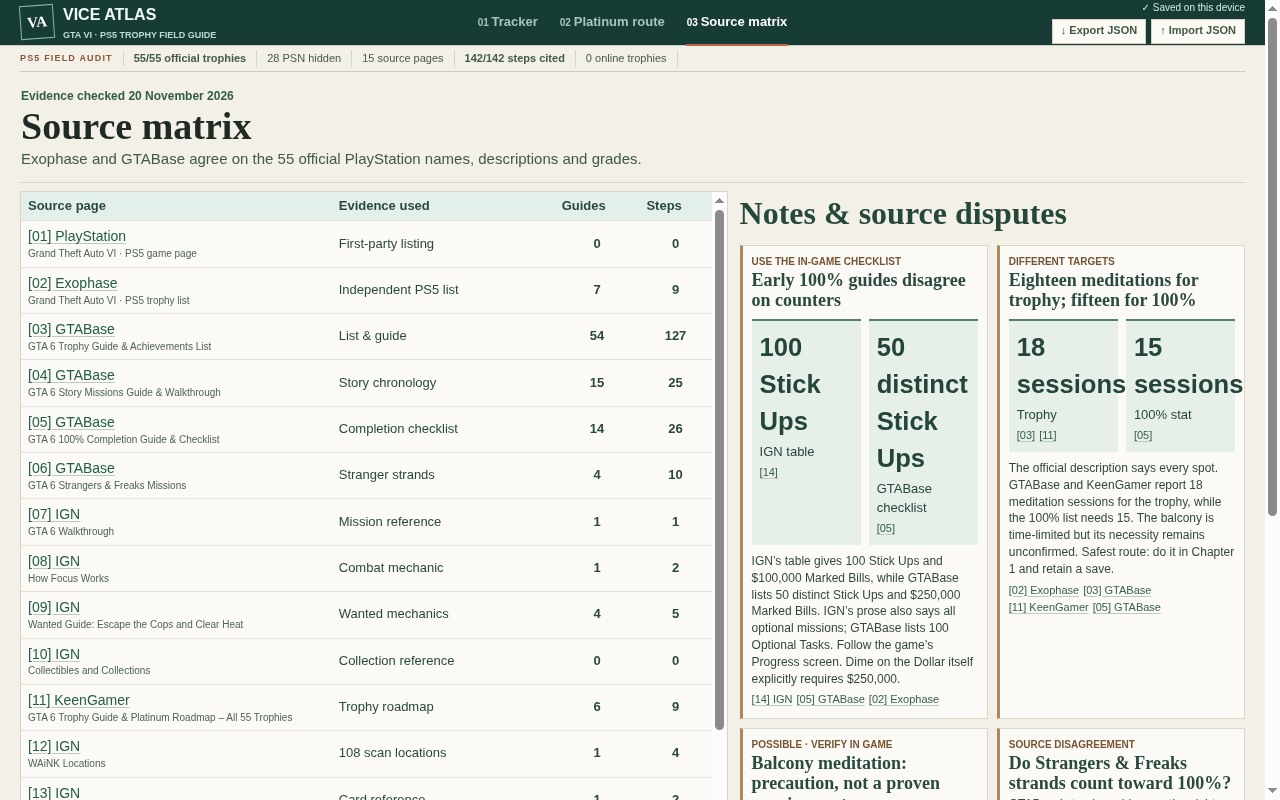 VA
VICE ATLAS
GTA VI · PS5 TROPHY FIELD GUIDE
01 Tracker
02 Platinum route
03 Source matrix
✓ Saved on this device
↓ Export JSON
↑ Import JSON
PS5 FIELD AUDIT
55/55 official trophies
28 PSN hidden
15 source pages
142/142 steps cited
0 online trophies
Evidence checked 20 November 2026
Source matrix
Exophase and GTABase agree on the 55 official PlayStation names, descriptions and grades.
Source page Evidence used Guides Steps
[01] PlayStation
Grand Theft Auto VI · PS5 game page
First-party listing 0 0
[02] Exophase
Grand Theft Auto VI · PS5 trophy list
Independent PS5 list 7 9
[03] GTABase
GTA 6 Trophy Guide & Achievements List
List & guide 54 127
[04] GTABase
GTA 6 Story Missions Guide & Walkthrough
Story chronology 15 25
[05] GTABase
GTA 6 100% Completion Guide & Checklist
Completion checklist 14 26
[06] GTABase
GTA 6 Strangers & Freaks Missions
Stranger strands 4 10
[07] IGN
GTA 6 Walkthrough
Mission reference 1 1
[08] IGN
How Focus Works
Combat mechanic 1 2
[09] IGN
Wanted Guide: Escape the Cops and Clear Heat
Wanted mechanics 4 5
[10] IGN
Collectibles and Collections
Collection reference 0 0
[11] KeenGamer
GTA 6 Trophy Guide & Platinum Roadmap – All 55 Trophies
Trophy roadmap 6 9
[12] IGN
WAiNK Locations
108 scan locations 1 4
[13] IGN
Card reference 1 2
Notes & source disputes
USE THE IN-GAME CHECKLIST
Early 100% guides disagree
on counters
100
Stick
Ups
IGN table
[14]
50
distinct
Stick
Ups
GTABase
checklist
[05]
IGN's table gives 100 Stick Ups and
$100,000 Marked Bills, while GTABase
lists 50 distinct Stick Ups and $250,000
Marked Bills. IGN's prose also says all
optional missions; GTABase lists 100
Optional Tasks. Follow the game's
Progress screen. Dime on the Dollar itself
explicitly requires $250,000.
[14] IGN [05] GTABase [02] Exophase
DIFFERENT TARGETS
Eighteen meditations for
trophy; fifteen for 100%
18
sessions
Trophy
[03] [11]
15
sessions
100% stat
[05]
The official description says every spot.
GTABase and KeenGamer report 18
meditation sessions for the trophy, while
the 100% list needs 15. The balcony is
time-limited but its necessity remains
unconfirmed. Safest route: do it in Chapter
1 and retain a save.
[02] Exophase [03] GTABase
[11] KeenGamer [05] GTABase
POSSIBLE · VERIFY IN GAME
Balcony meditation:
precaution, not a proven
SOURCE DISAGREEMENT
Do Strangers & Freaks
strands count toward 100%?